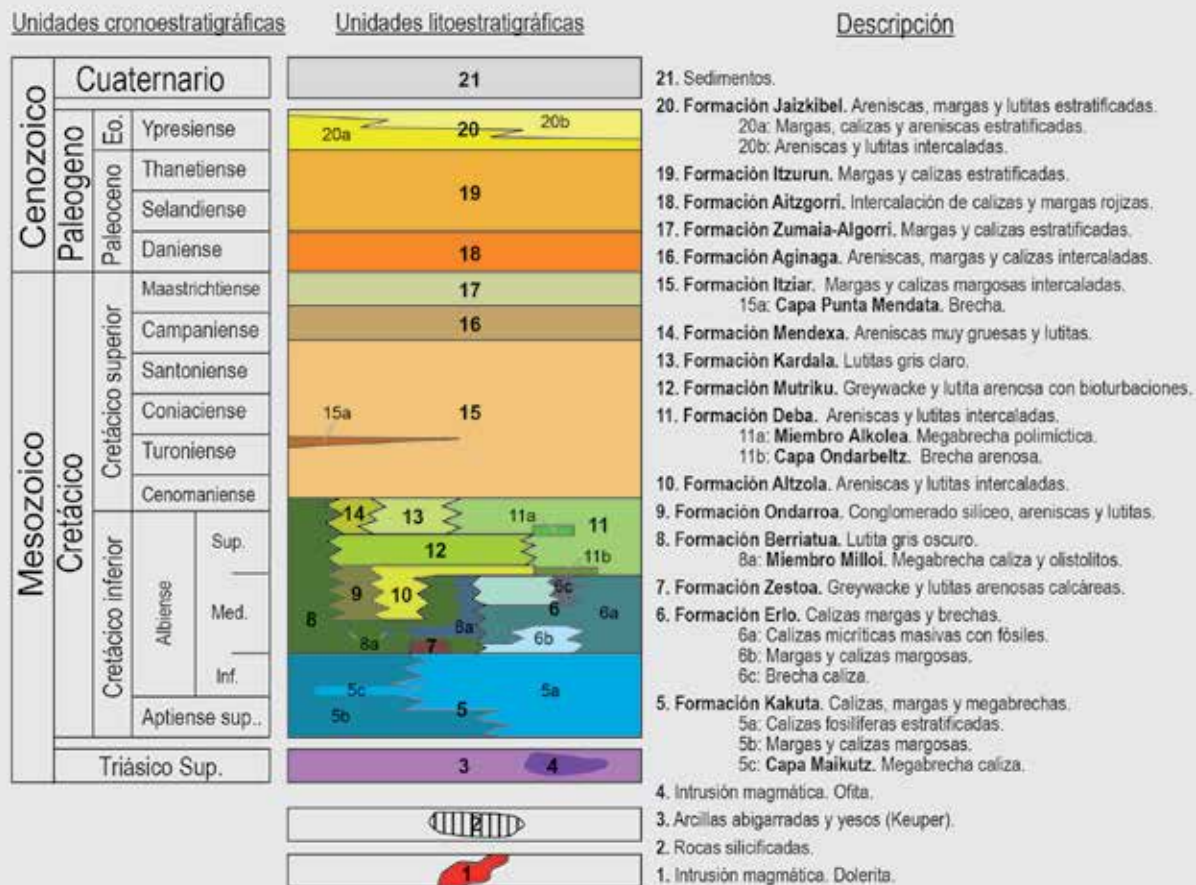 Unidades cronoestratigráficas
Unidades litoestratigráficas
Descripción
Cenozoico
Paleogeno
Cuaternario
Eo.
Ypresiense
Paleoceno
Thanetiense
Selandiense
Daniense
Mesozoico
Cretácico
Cretácico superior
Maastrichtiense
Campaniense
Santoniense
Coniaciense
Turoniense
Cenomaniense
Cretácico inferior
Albiense
Sup.
Med.
Inf.
Aptiense sup..
Triásico Sup.
21
20a
20
20b
19
18
17
16
15a
15
14
13
11a
11
12
11b
9
10
6c
8
6
6a
8a
8a
7
6b
5c
5a
5b
5
3
4
2
1
21. Sedimentos.
20. Formación Jaizkibel. Areniscas, margas y lutitas estratificadas.
20a: Margas, calizas y areniscas estratificadas.
20b: Areniscas y lutitas intercaladas.
19. Formación Itzurun. Margas y calizas estratificadas.
18. Formación Aitzgorri. Intercalación de calizas y margas rojizas.
17. Formación Zumaia-Algorri. Margas y calizas estratificadas.
16. Formación Aginaga. Areniscas, margas y calizas intercaladas.
15. Formación Itziar. Margas y calizas margosas intercaladas.
15a: Capa Punta Mendata. Brecha.
14. Formación Mendexa. Areniscas muy gruesas y lutitas.
13. Formación Kardala. Lutitas gris claro.
12. Formación Mutriku. Greywacke y lutita arenosa con bioturbaciones.
11. Formación Deba. Areniscas y lutitas intercaladas.
11a: Miembro Alkolea. Megabrecha polimíctica.
11b: Capa Ondarbeltz. Brecha arenosa.
10. Formación Altzola. Areniscas y lutitas intercaladas.
9. Formación Ondarroa. Conglomerado silíceo, areniscas y lutitas.
8. Formación Berriatua. Lutita gris oscuro.
8a: Miembro Milloi. Megabrecha caliza y olistolitos.
7. Formación Zestoa. Greywacke y lutitas arenosas calcáreas.
6. Formación Erlo. Calizas margas y brechas.
6a: Calizas micríticas masivas con fósiles.
6b: Margas y calizas margosas.
6c: Brecha caliza.
5. Formación Kakuta. Calizas, margas y megabrechas.
5a: Calizas fosilíferas estratificadas.
5b: Margas y calizas margosas.
5c: Capa Maikutz. Megabrecha caliza.
4. Intrusión magmática. Ofita.
3. Arcillas abigarradas y yesos (Keuper).
2. Rocas silicificadas.
1. Intrusión magmática. Dolerita.